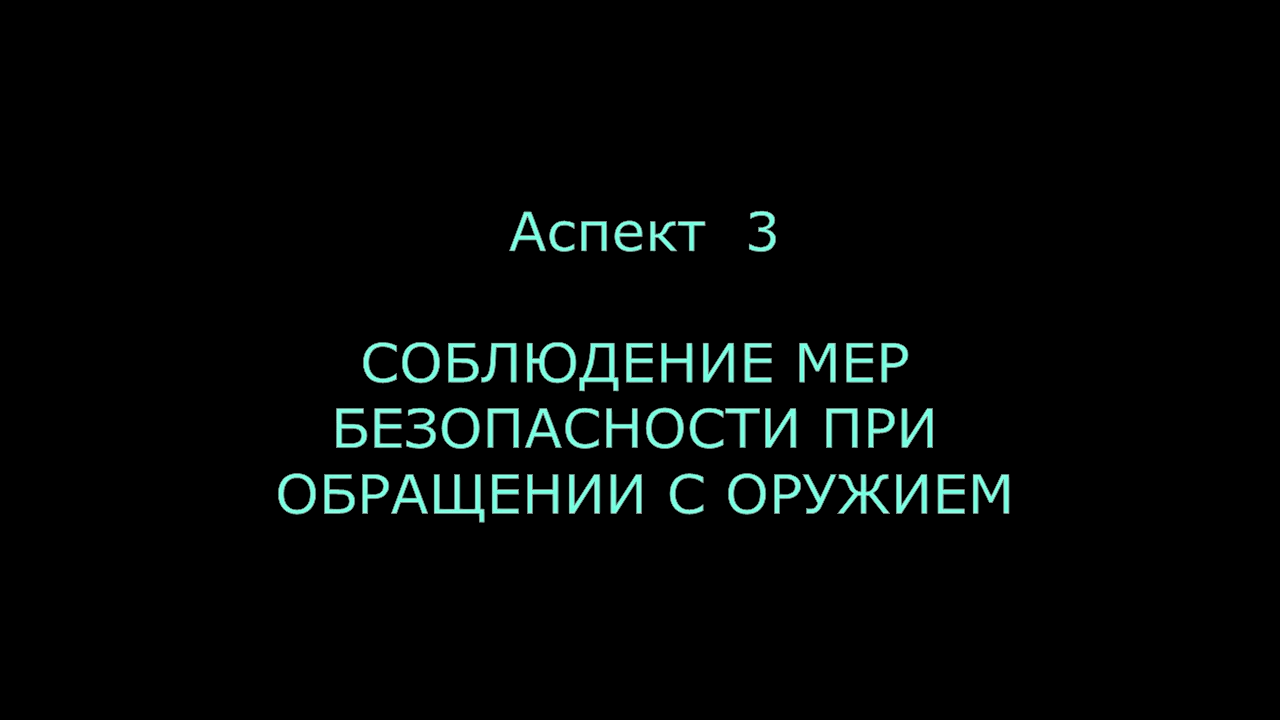 Аспект 3
СОБЛЮДЕНИЕ МЕР
БЕЗОПАСНОСТИ ПРИ
ОБРАЩЕНИИ С ОРУЖИЕМ